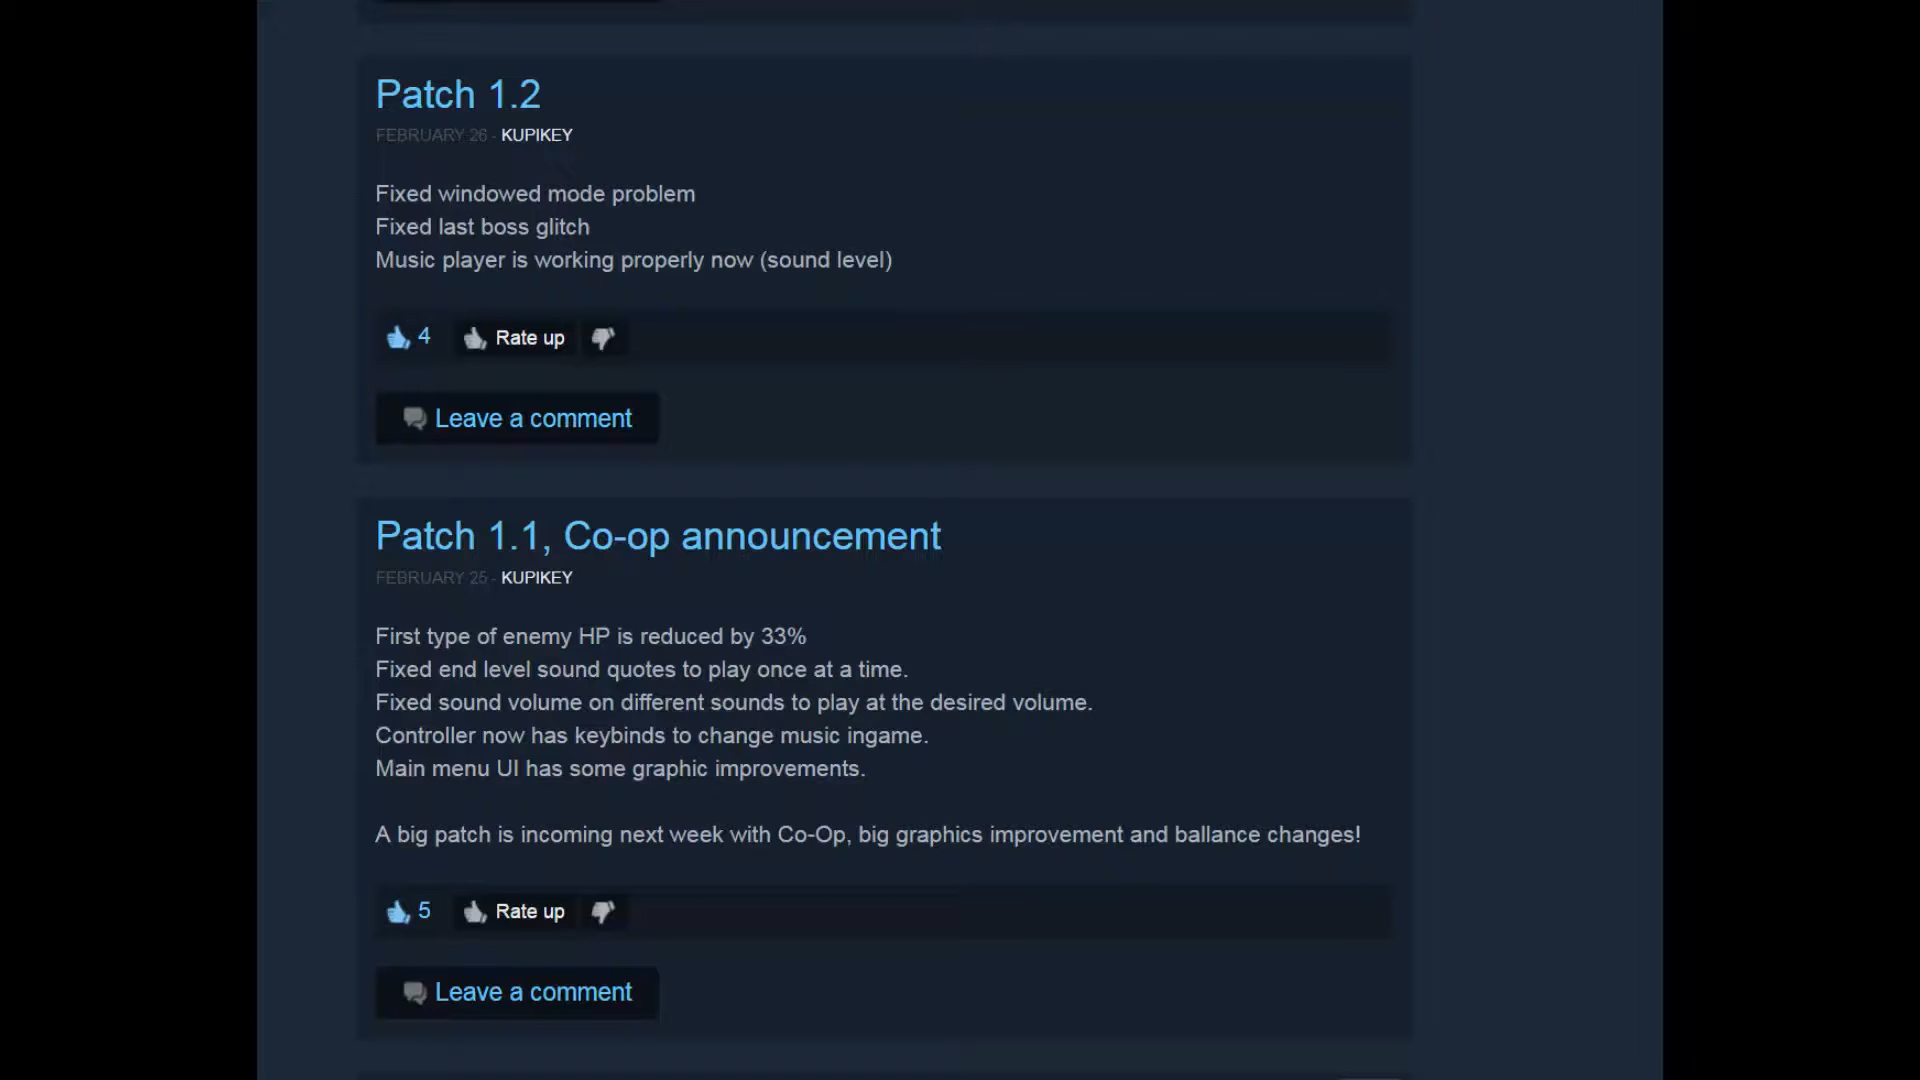 Patch 1.2
FEBRUARY 26 - KUPIKEY
Fixed windowed mode problem
Fixed last boss glitch
Music player is working properly now (sound level)
4 Rate up
Leave a comment
Patch 1.1, Co-op announcement
FEBRUARY 25 - KUPIKEY
First type of enemy HP is reduced by 33%
Fixed end level sound quotes to play once at a time.
Fixed sound volume on different sounds to play at the desired volume.
Controller now has keybinds to change music ingame.
Main menu UI has some graphic improvements.
A big patch is incoming next week with Co-Op, big graphics improvement and ballance changes!
5 Rate up
Leave a comment